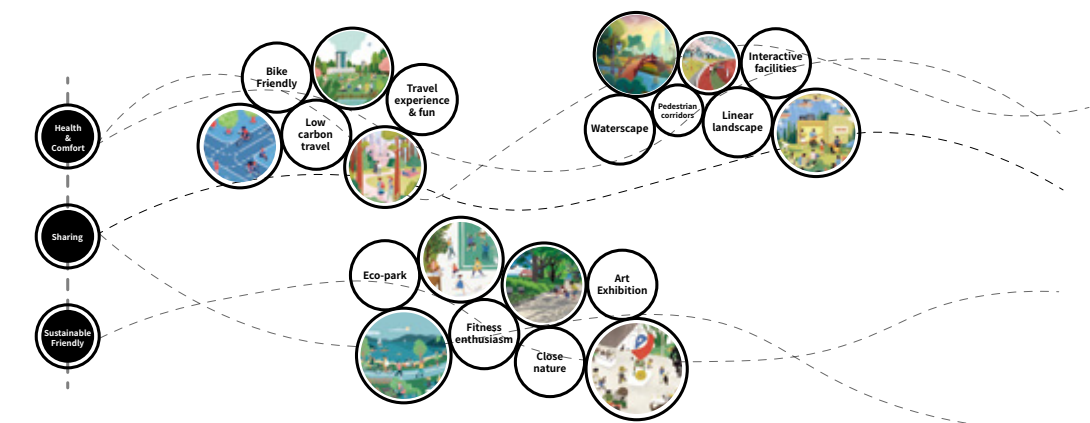 Health
&
Comfort
Sharing
Sustainable
Friendly
Bike
Friendly
Low
carbon
travel
Travel
experience
& fun
Waterscape
Pedestrian
corridors
Linear
landscape
Interactive
facilities
Eco-park
Fitness
enthusiasm
Close
nature
Art
Exhibition